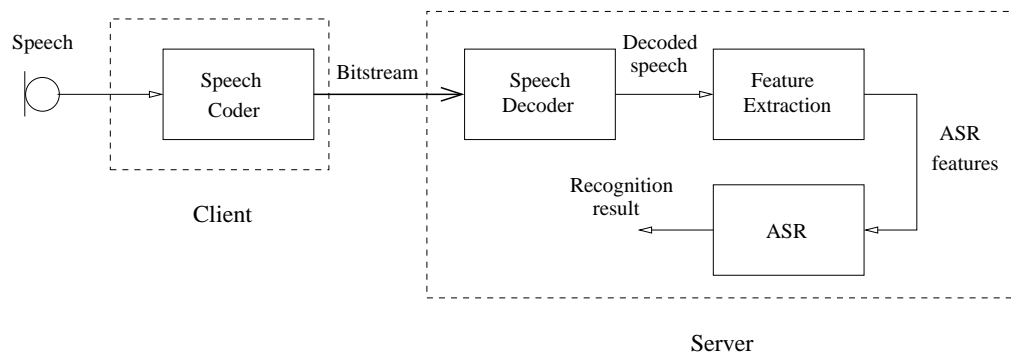 Speech
Speech
Coder
Client
Bitstream
Speech
Decoder
Decoded
speech
Feature
Extraction
ASR
features
ASR
Recognition
result
Server